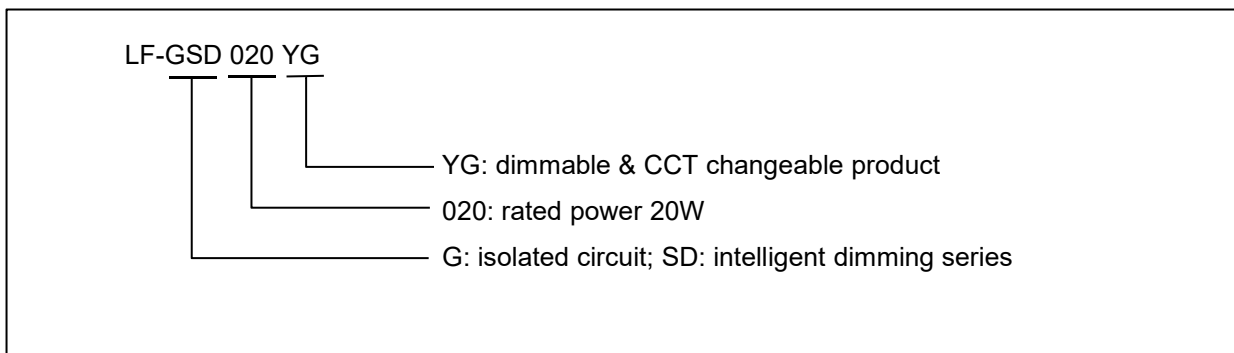 LF-GSD 020 YG
YG: dimmable & CCT changeable product
020: rated power 20W
G: isolated circuit; SD: intelligent dimming series